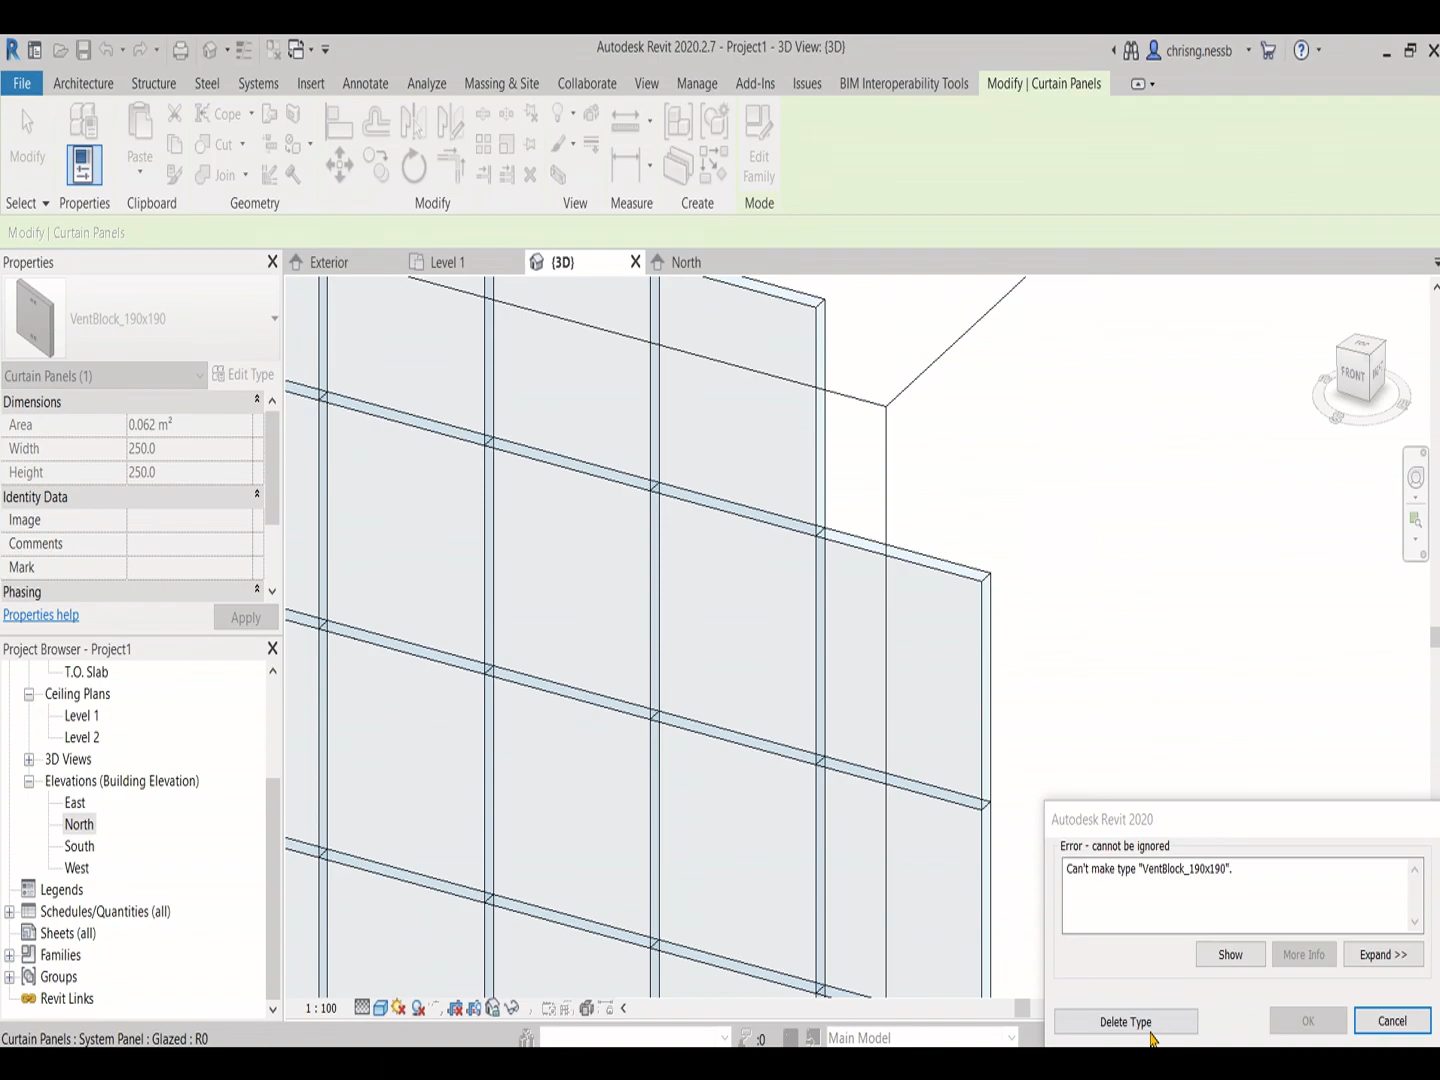 Autodesk Revit 2020.2.7 - Project1 - 3D View: {3D}
chrisng.nessb
File Architecture Structure Steel Systems Insert Annotate Analyze Massing & Site Collaborate View Manage Add-Ins Issues BIM Interoperability Tools Modify | Curtain Panels
Cope
Cut
Join
Modify
Paste
Edit
Family
Select Properties Clipboard Geometry Modify View Measure Create Mode
Modify | Curtain Panels
Properties
Exterior
Level 1
{3D}
North
VentBlock_190x190
Curtain Panels (1)
Edit Type
Dimensions
Area 0.062 m²
Width 250.0
Height 250.0
Identity Data
Image
Comments
Mark
Phasing
Properties help
Apply
Project Browser - Project1
T.O. Slab
Ceiling Plans
Level 1
Level 2
3D Views
Elevations (Building Elevation)
East
North
South
West
Legends
Schedules/Quantities (all)
Sheets (all)
Families
Groups
Revit Links
TOP
FRONT
Autodesk Revit 2020
Error - cannot be ignored
Can't make type "VentBlock_190x190".
Show
More Info
Expand >>
Delete Type
OK
Cancel
1 : 100
Curtain Panels : System Panel : Glazed : R0
:0
Main Model